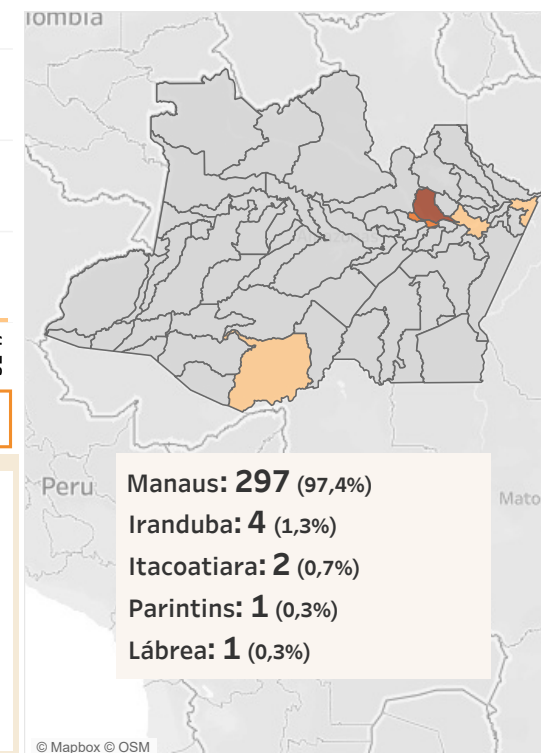 lombia
Peru
Mato
Manaus: 297 (97,4%)
Iranduba: 4 (1,3%)
Itacoatiara: 2 (0,7%)
Parintins: 1 (0,3%)
Lábrea: 1 (0,3%)
© Mapbox © OSM